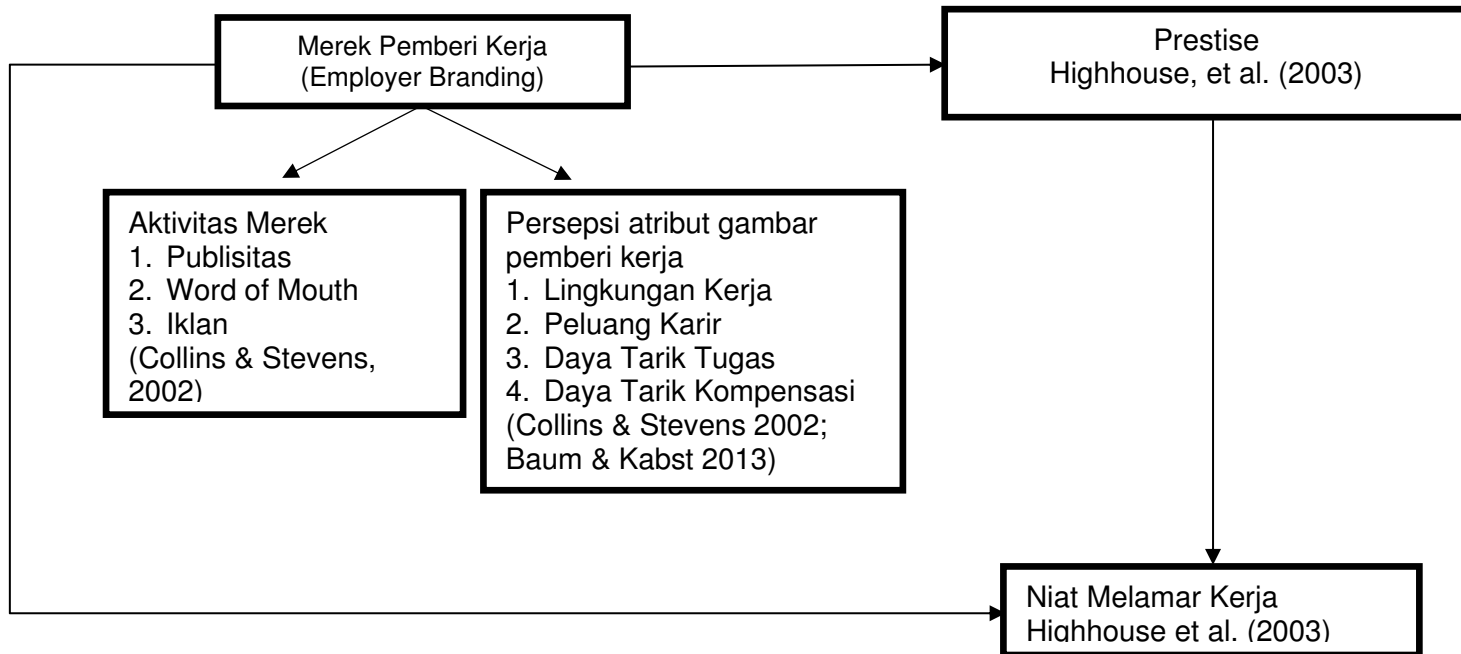 Merek Pemberi Kerja
(Employer Branding)
Prestise
Highhouse, et al. (2003)
Aktivitas Merek
1. Publisitas
2. Word of Mouth
3. Iklan
(Collins & Stevens,
2002)
Persepsi atribut gambar
pemberi kerja
1. Lingkungan Kerja
2. Peluang Karir
3. Daya Tarik Tugas
4. Daya Tarik Kompensasi
(Collins & Stevens 2002;
Baum & Kabst 2013)
Niat Melamar Kerja
Highhouse et al. (2003)